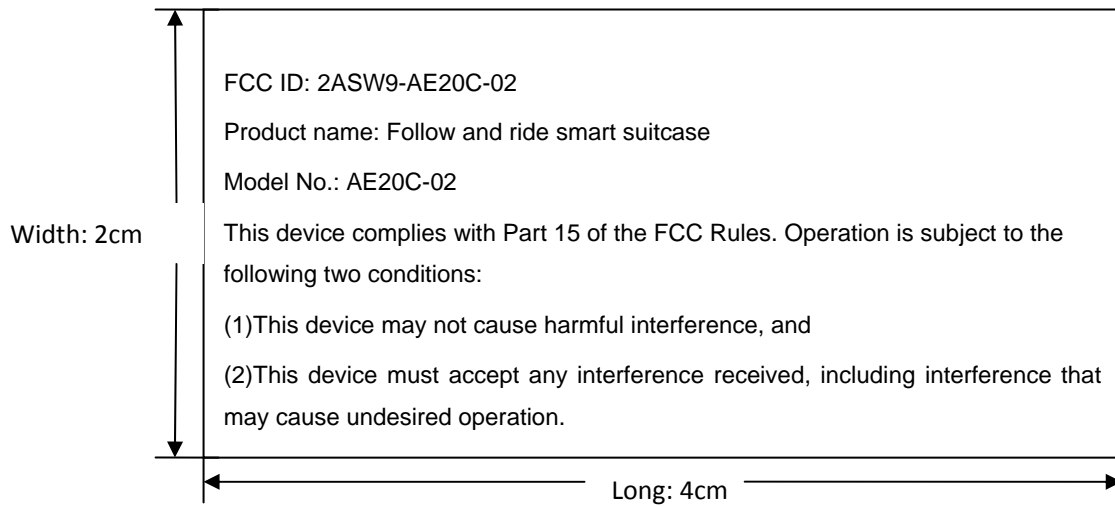 FCC ID: 2ASW9-AE20C-02
Product name: Follow and ride smart suitcase
Model No.: AE20C-02
Width: 2cm
This device complies with Part 15 of the FCC Rules. Operation is subject to the
following two conditions:
(1)This device may not cause harmful interference, and
(2)This device must accept any interference received, including interference that
may cause undesired operation.
Long: 4cm